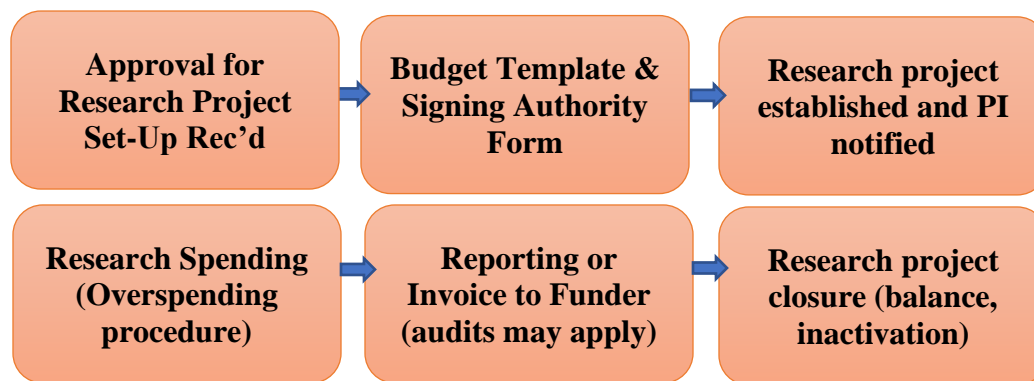 Approval for
Research Project
Set-Up Rec’d
Budget Template &
Signing Authority
Form
Research project
established and PI
notified
Research Spending
(Overspending
procedure)
Reporting or
Invoice to Funder
(audits may apply)
Research project
closure (balance,
inactivation)